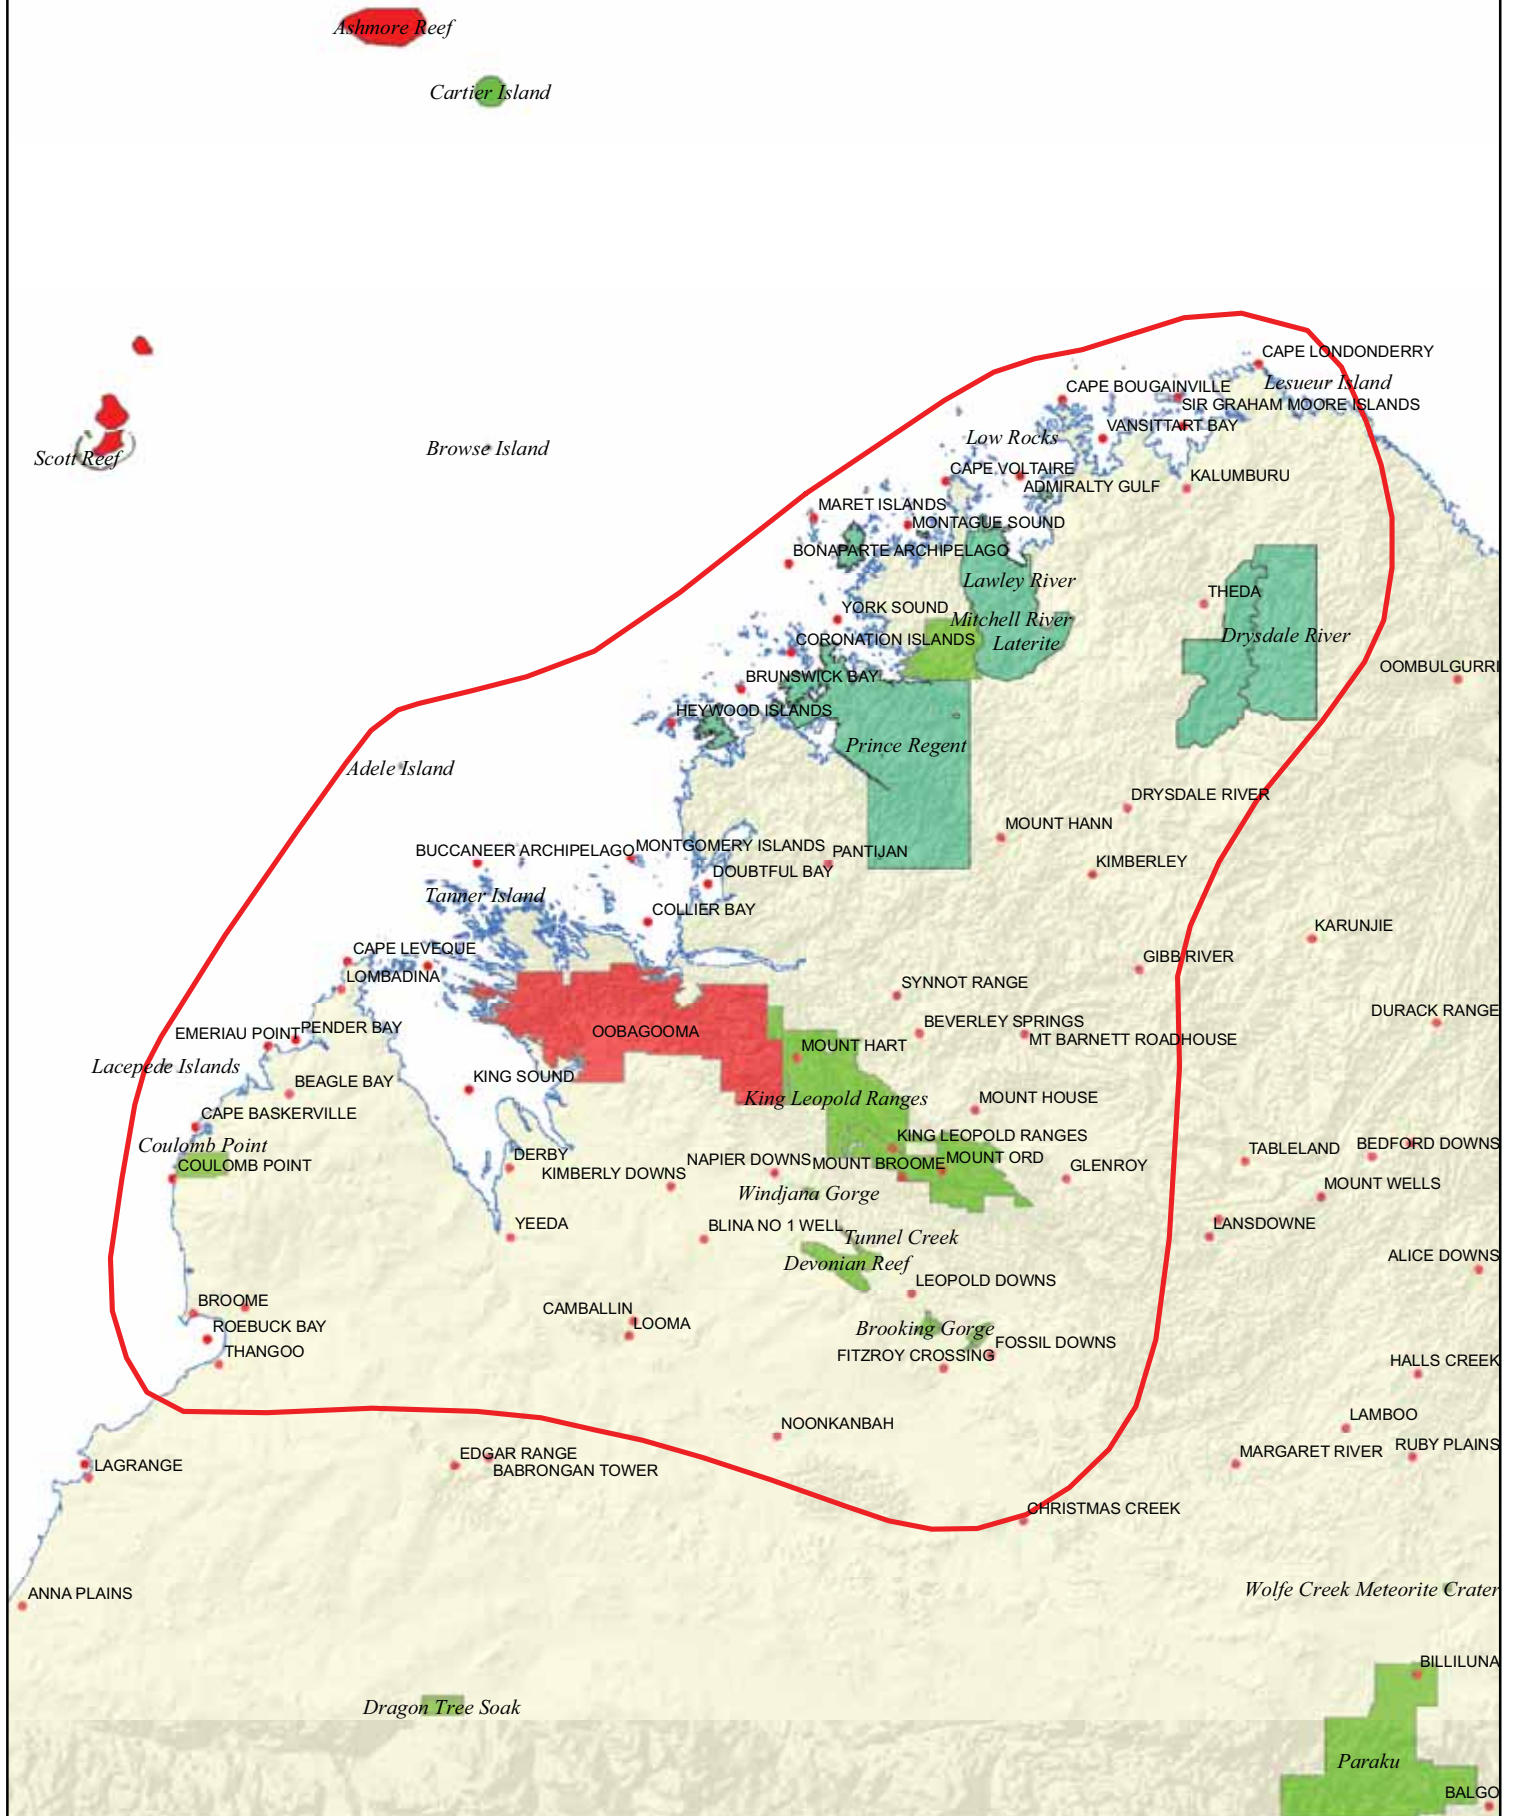 Ashmore Reef
Cartier Island
CAPE LONDONDERRY
Lesueur Island
CAPE BOUGAINVILLE
SIR GRAHAM MOORE ISLANDS
VANSITTART BAY
Low Rocks
Browse Island
Scott Reef
CAPE VOLTAIRE
KALUMBURU
ADMIRALTY GULF
MARET ISLANDS
MONTAGUE SOUND
BONAPARTE ARCHIPELAGO
Lawley River
THEDA
YORK SOUND
Mitchell River
Drysdale River
CORONATION ISLANDS
Laterite
OOMBULGURRI
BRUNSWICK BAY
HEYWOOD ISLANDS
Prince Regent
Adele Island
DRYSDALE RIVER
MOUNT HANN
BUCCANEER ARCHIPELAGO
MONTGOMERY ISLANDS
PANTIJAN
KIMBERLEY
DOUBTFUL BAY
Tanner Island
COLLIER BAY
KARUNJIE
CAPE LEVEQUE
GIBB RIVER
LOMBADINA
SYNNOT RANGE
DURACK RANGE
BEVERLEY SPRINGS
PENDER BAY
EMERIAU POINT
OOBAGOOMA
MT BARNETT ROADHOUSE
MOUNT HART
Lacepede Islands
KING SOUND
BEAGLE BAY
King Leopold Ranges
MOUNT HOUSE
CAPE BASKERVILLE
KING LEOPOLD RANGES
Coulomb Point
BEDFORD DOWNS
TABLELAND
DERBY
COULOMB POINT
NAPIER DOWNS
MOUNT BROOME
MOUNT ORD
GLENROY
KIMBERLY DOWNS
MOUNT WELLS
Windjana Gorge
YEEDA
BLINA NO 1 WELL
LANSDOWNE
Tunnel Creek
ALICE DOWNS
Devonian Reef
LEOPOLD DOWNS
BROOME
CAMBALLIN
LOOMA
ROEBUCK BAY
Brooking Gorge
FOSSIL DOWNS
THANGOO
FITZROY CROSSING
HALLS CREEK
LAMBOO
NOONKANBAH
RUBY PLAINS
MARGARET RIVER
EDGAR RANGE
LAGRANGE
BABRONGAN TOWER
CHRISTMAS CREEK
ANNA PLAINS
Wolfe Creek Meteorite Crater
BILLILUNA
Dragon Tree Soak
Paraku
BALGO